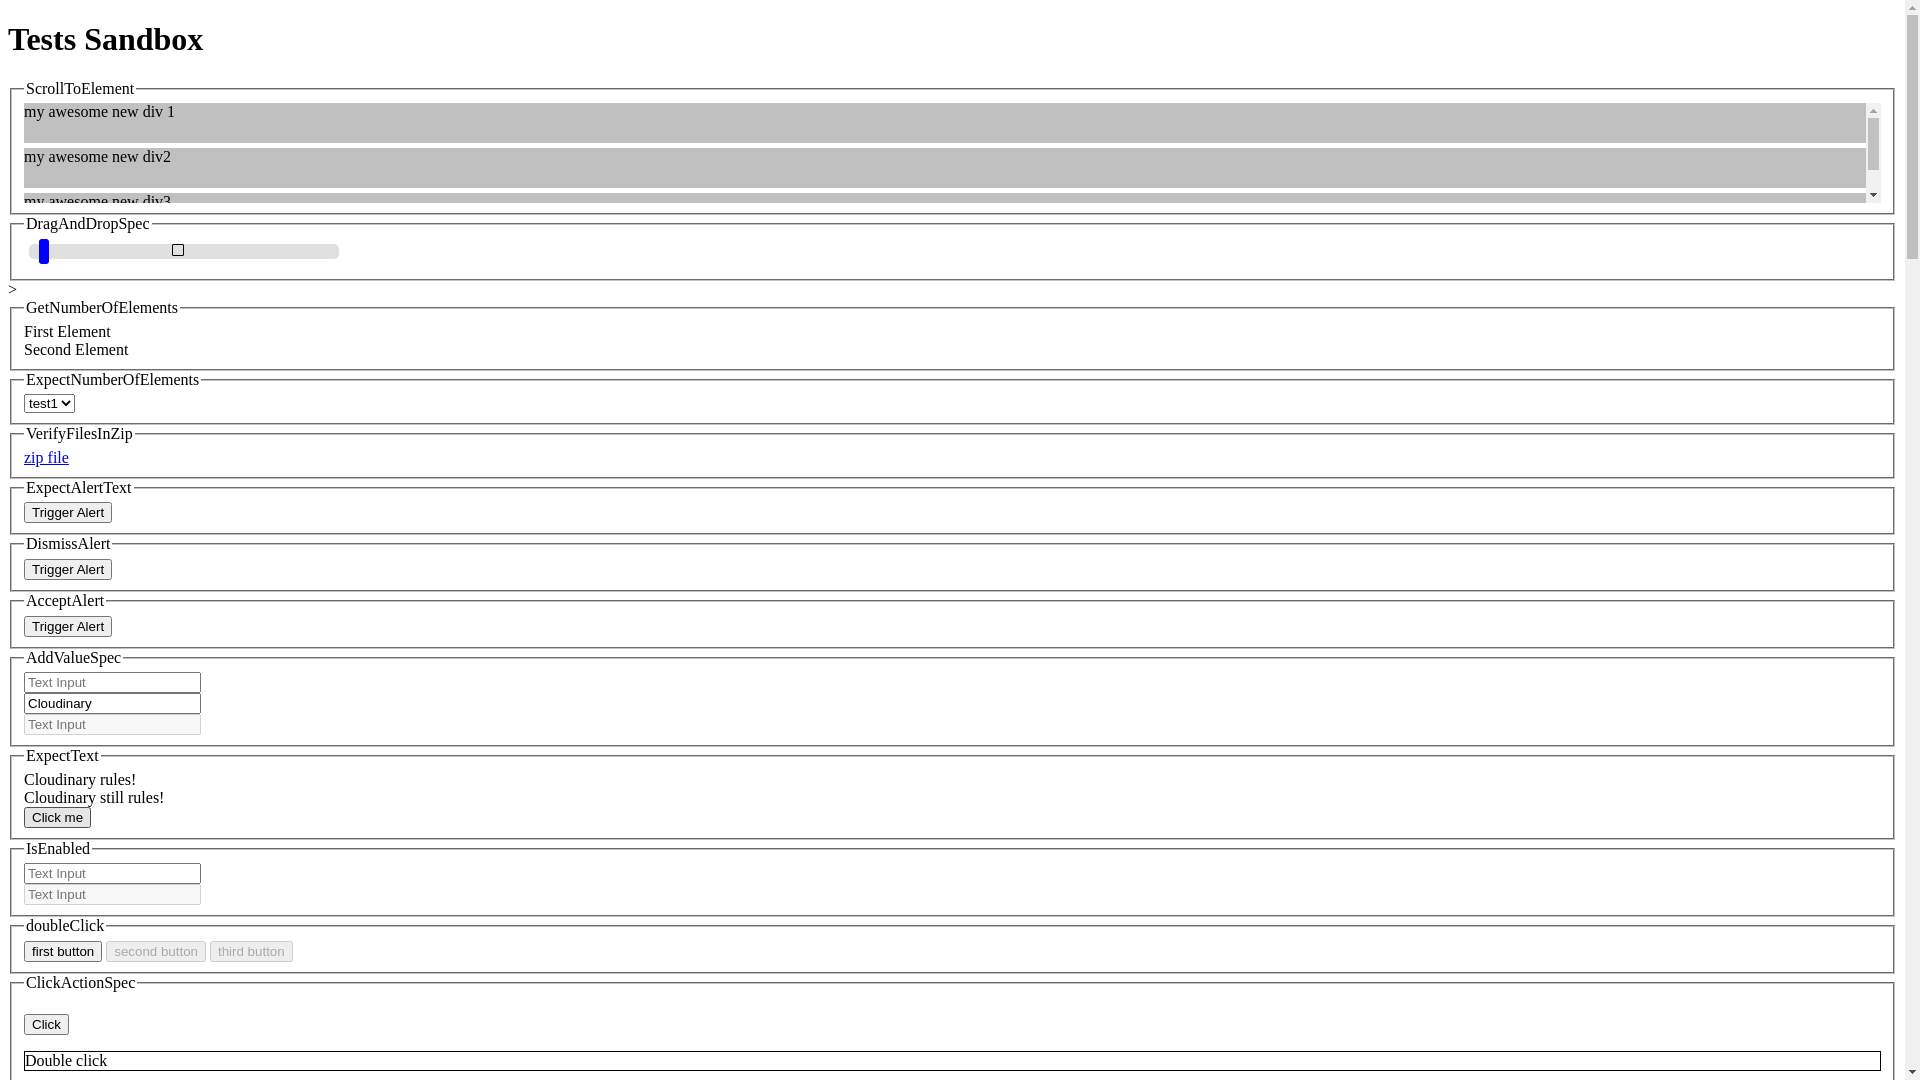 Tests Sandbox
ScrollToElement
my awesome new div 1
my awesome new div2
my awesome new div3
DragAndDropSpec
>
GetNumberOfElements
First Element
Second Element
ExpectNumberOfElements
test1
VerifyFilesInZip
zip file
ExpectAlertText
Trigger Alert
DismissAlert
Trigger Alert
AcceptAlert
Trigger Alert
AddValueSpec
Text Input
Cloudinary
Text Input
ExpectText
Cloudinary rules!
Cloudinary still rules!
Click me
IsEnabled
Text Input
Text Input
doubleClick
first button second button third button
ClickActionSpec
Click
Double click